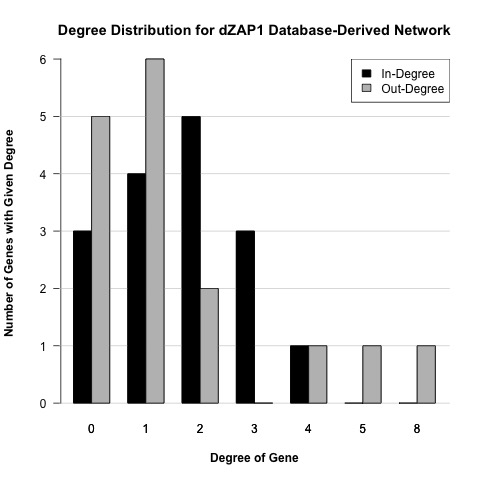 Degree Distribution for dZAP1 Database-Derived Network
In-Degree
Out-Degree
Number of Genes with Given Degree
6
5
4
3
2
1
0
0 1 2 3 4 5 8
Degree of Gene